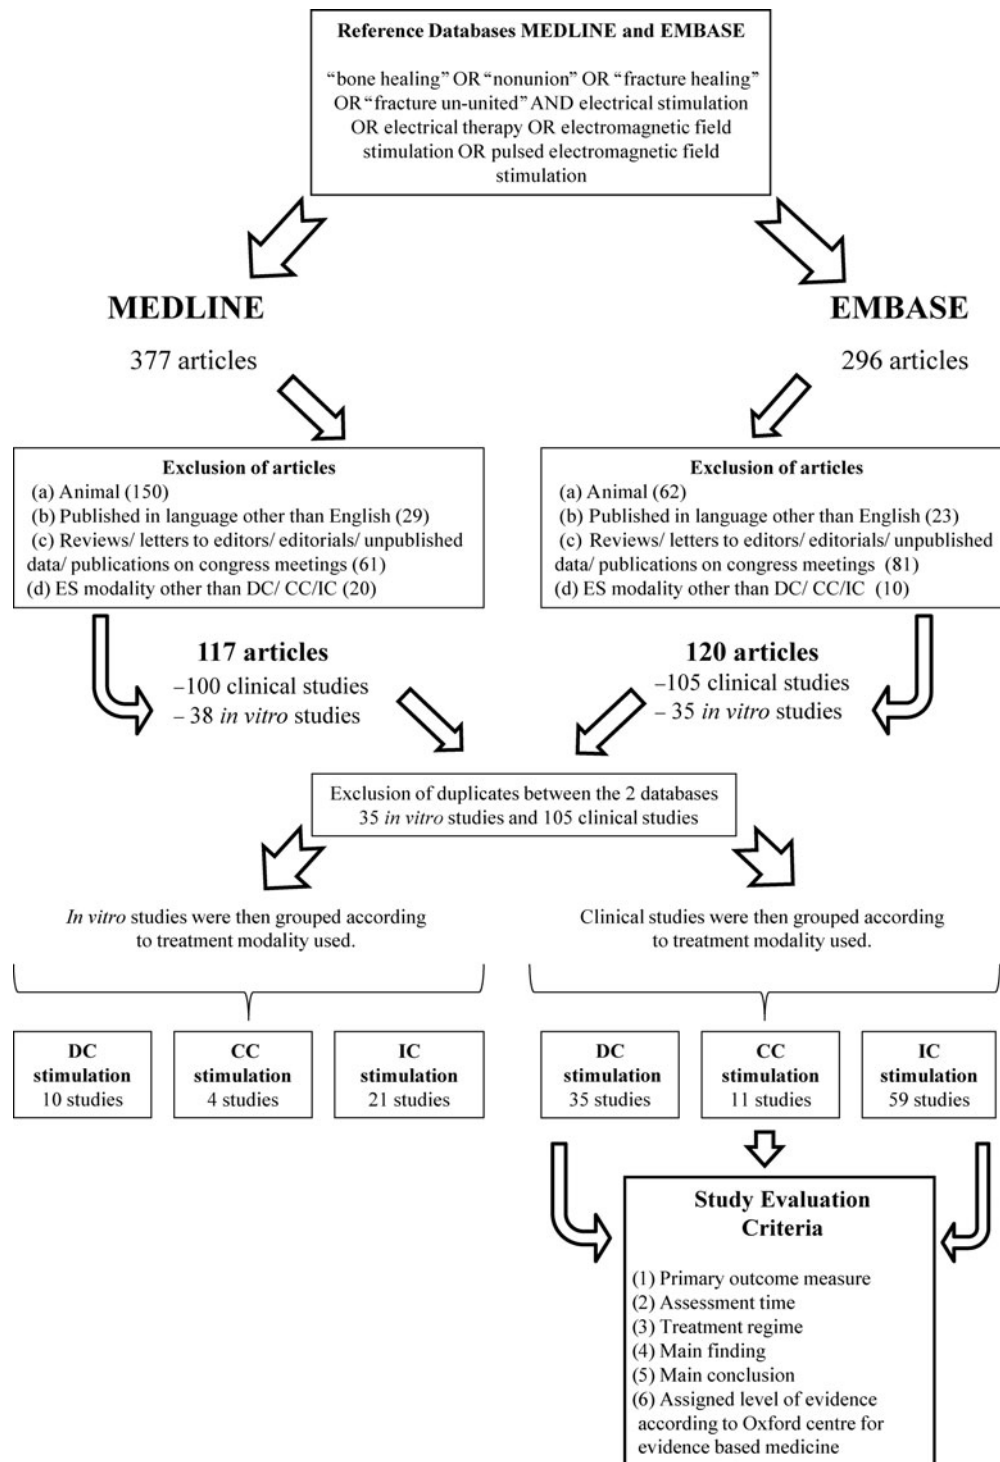 Reference Databases MEDLINE and EMBASE
“bone healing” OR “nonunion” OR “fracture healing”
OR “fracture un-united” AND electrical stimulation
OR electrical therapy OR electromagnetic field
stimulation OR pulsed electromagnetic field
stimulation
MEDLINE
377 articles
EMBASE
296 articles
Exclusion of articles
(a) Animal (150)
(b) Published in language other than English (29)
(c) Reviews/ letters to editors/ editorials/ unpublished
data/ publications on congress meetings (61)
(d) ES modality other than DC/ CC/IC (20)
Exclusion of articles
(a) Animal (62)
(b) Published in language other than English (23)
(c) Reviews/ letters to editors/ editorials/ unpublished
data/ publications on congress meetings (81)
(d) ES modality other than DC/ CC/IC (10)
117 articles
–100 clinical studies
– 38 in vitro studies
120 articles
–105 clinical studies
– 35 in vitro studies
Exclusion of duplicates between the 2 databases
35 in vitro studies and 105 clinical studies
In vitro studies were then grouped according
to treatment modality used.
Clinical studies were then grouped according
to treatment modality used.
DC
stimulation
10 studies
CC
stimulation
4 studies
IC
stimulation
21 studies
DC
stimulation
35 studies
CC
stimulation
11 studies
IC
stimulation
59 studies
Study Evaluation
Criteria
(1) Primary outcome measure
(2) Assessment time
(3) Treatment regime
(4) Main finding
(5) Main conclusion
(6) Assigned level of evidence
according to Oxford centre for
evidence based medicine